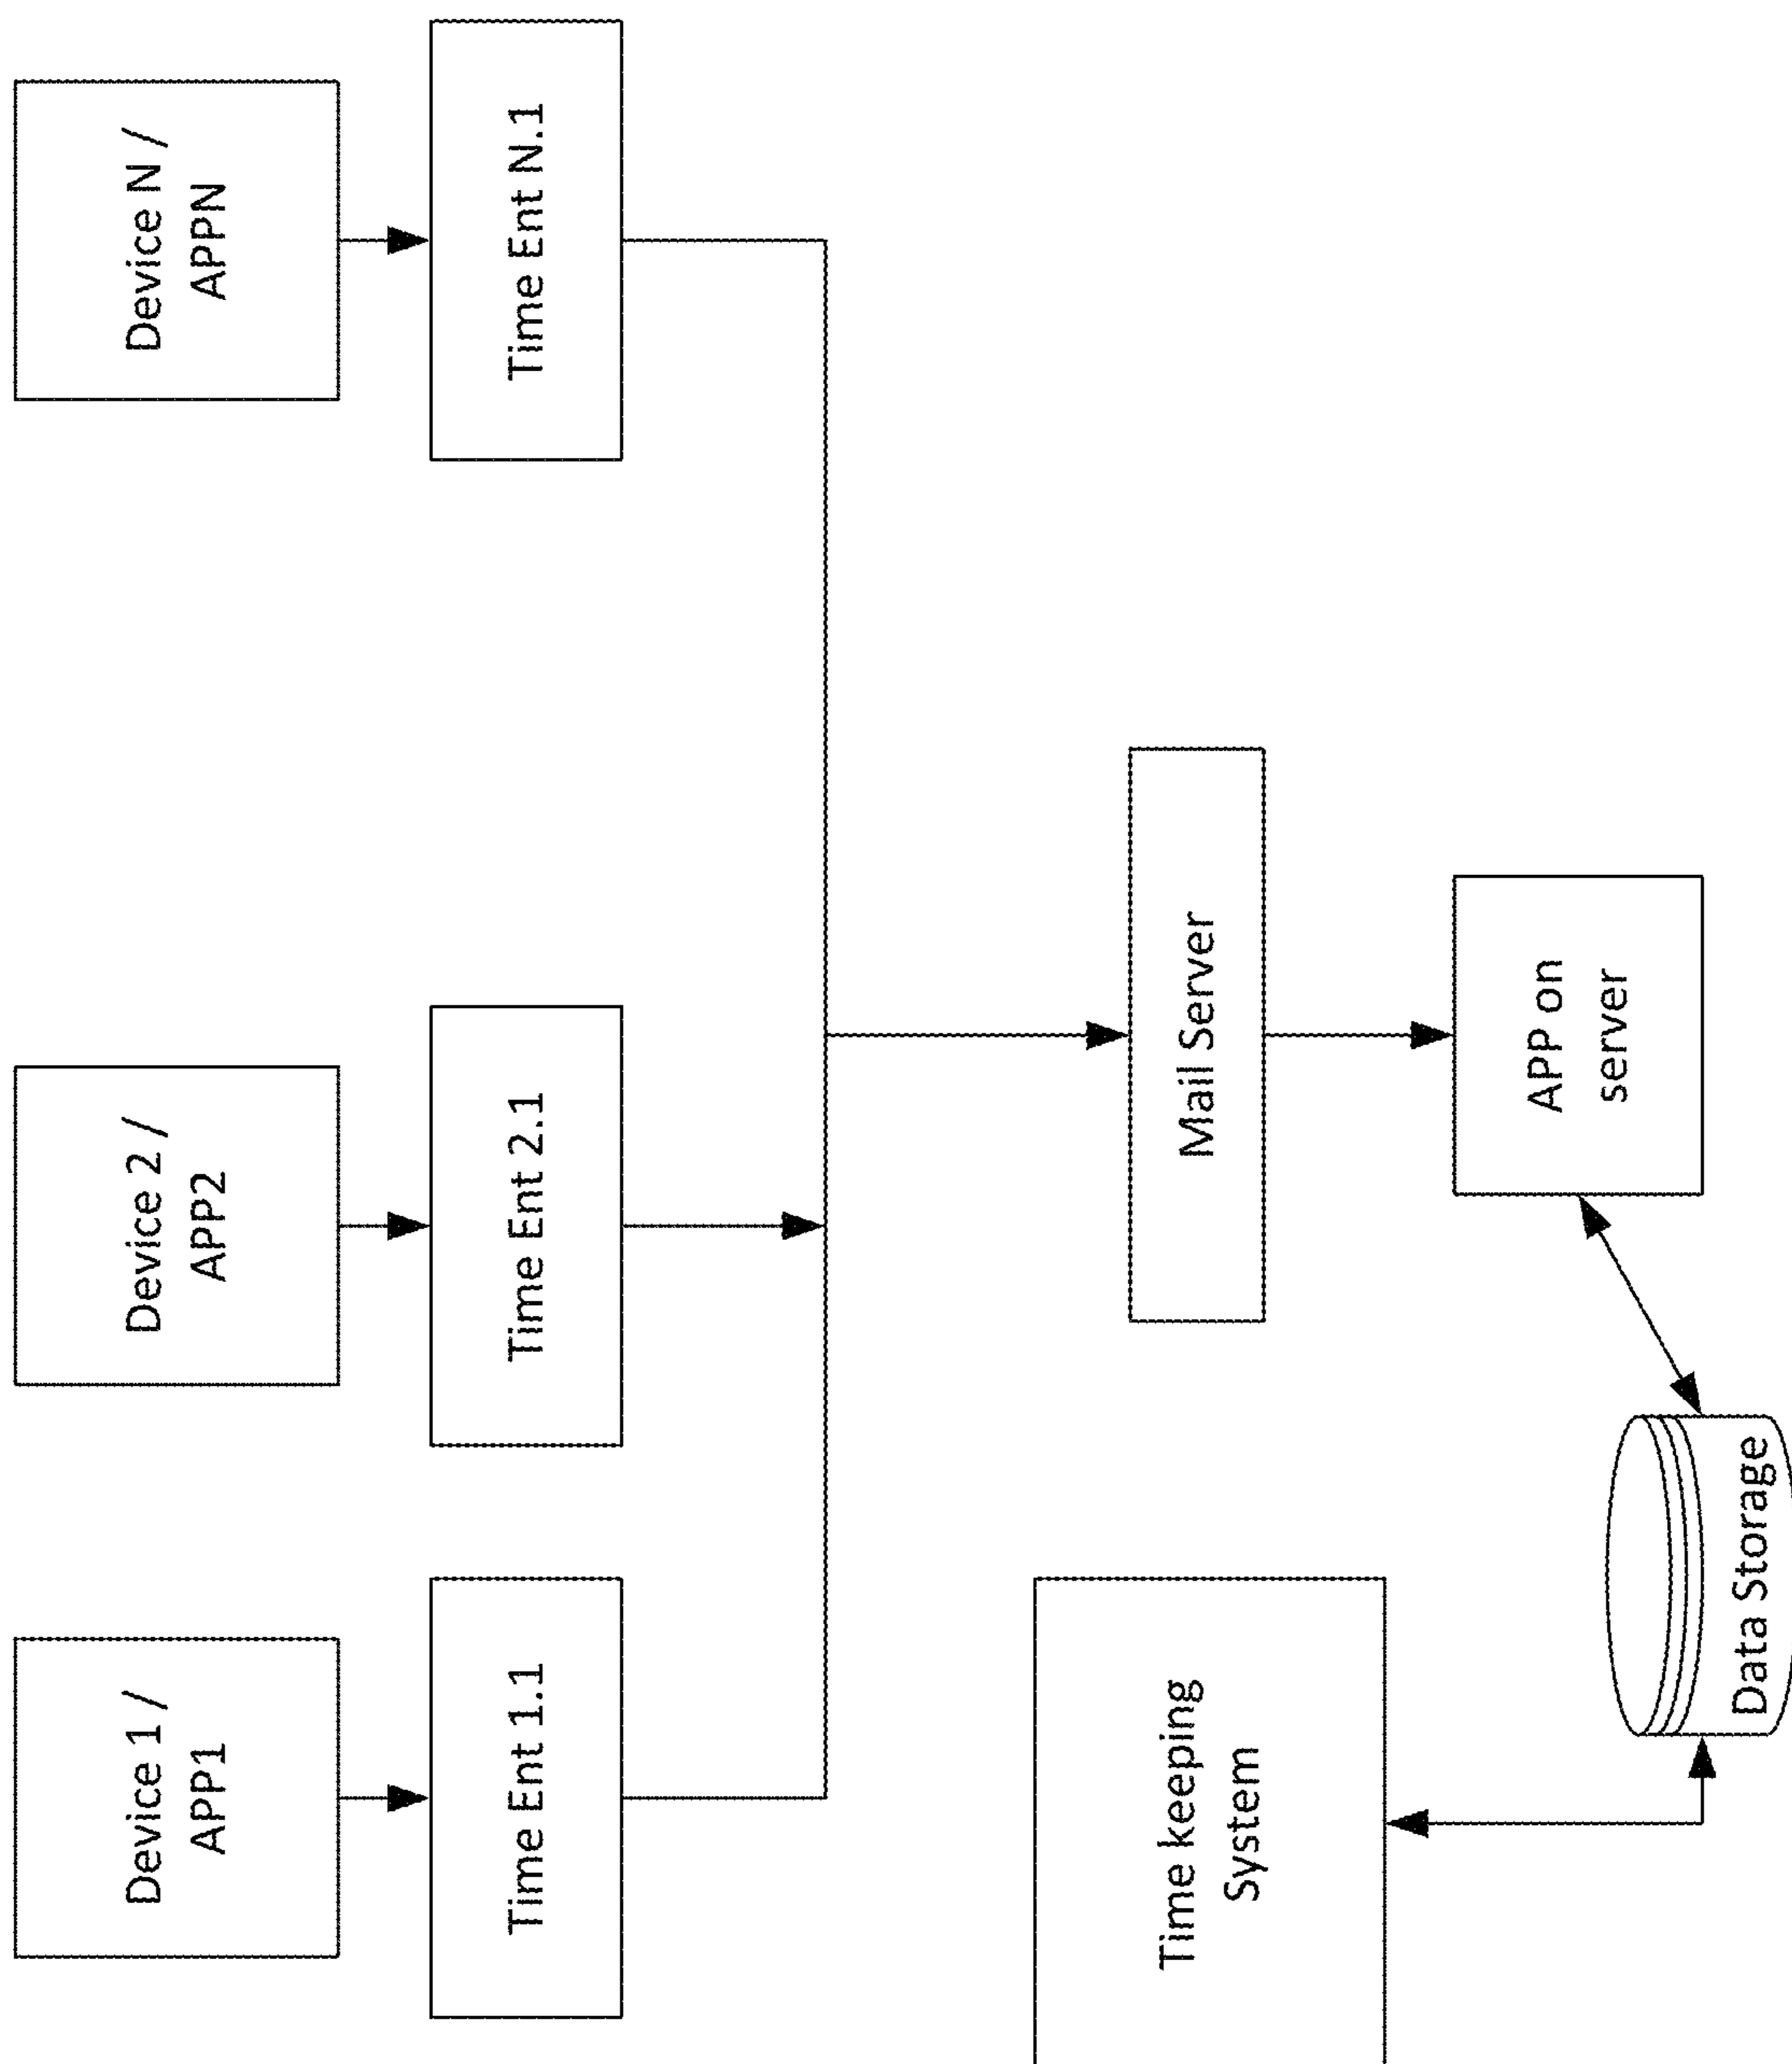 Device 1 /
APP1
Device 2 /
APP2
Device N /
APPN
Time Ent 1.1
Time Ent 2.1
Time Ent N.1
Time keeping
System
Mail Server
APP on
server
Data Storage